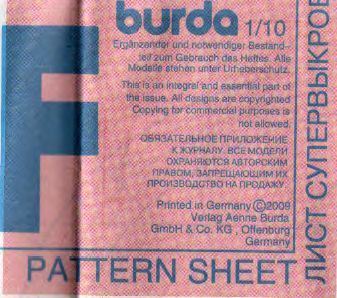 burda 1/10
Ergänzender und notwendiger Bestand-
teil zum Gebrauch des Heftes. Alle
Modelle stehen unter Urheberschutz.
This is an integral and essential part of
the issue. All designs are copyrighted
Copying for commercial purposes is
not allowed.
ОБЯЗАТЕЛЬНОЕ ПРИЛОЖЕНИЕ
К ЖУРНАЛУ. ВСЕ МОДЕЛИ
ОХРАНЯЮТСЯ АВТОРСКИМ
ПРАВОМ, ЗАПРЕЩАЮЩИМ ИХ
ПРОИЗВОДСТВО НА ПРОДАЖУ.
Printed in Germany ©2009
Verlag Aenne Burda
GmbH & Co. KG , Offenburg
Germany
F
PATTERN SHEET
ЛИСТ СУПЕРВЫКРО